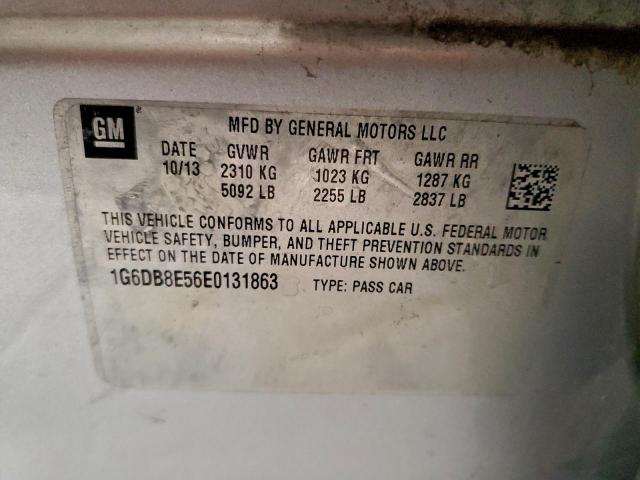 GM ®
MFD BY GENERAL MOTORS LLC
DATE GVWR GAWR FRT GAWR RR
10/13 2310 KG 1023 KG 1287 KG
5092 LB 2255 LB 2837 LB
THIS VEHICLE CONFORMS TO ALL APPLICABLE U.S. FEDERAL MOTOR
VEHICLE SAFETY, BUMPER, AND THEFT PREVENTION STANDARDS IN
EFFECT ON THE DATE OF MANUFACTURE SHOWN ABOVE.
1G6DB8E56E0131863 TYPE: PASS CAR